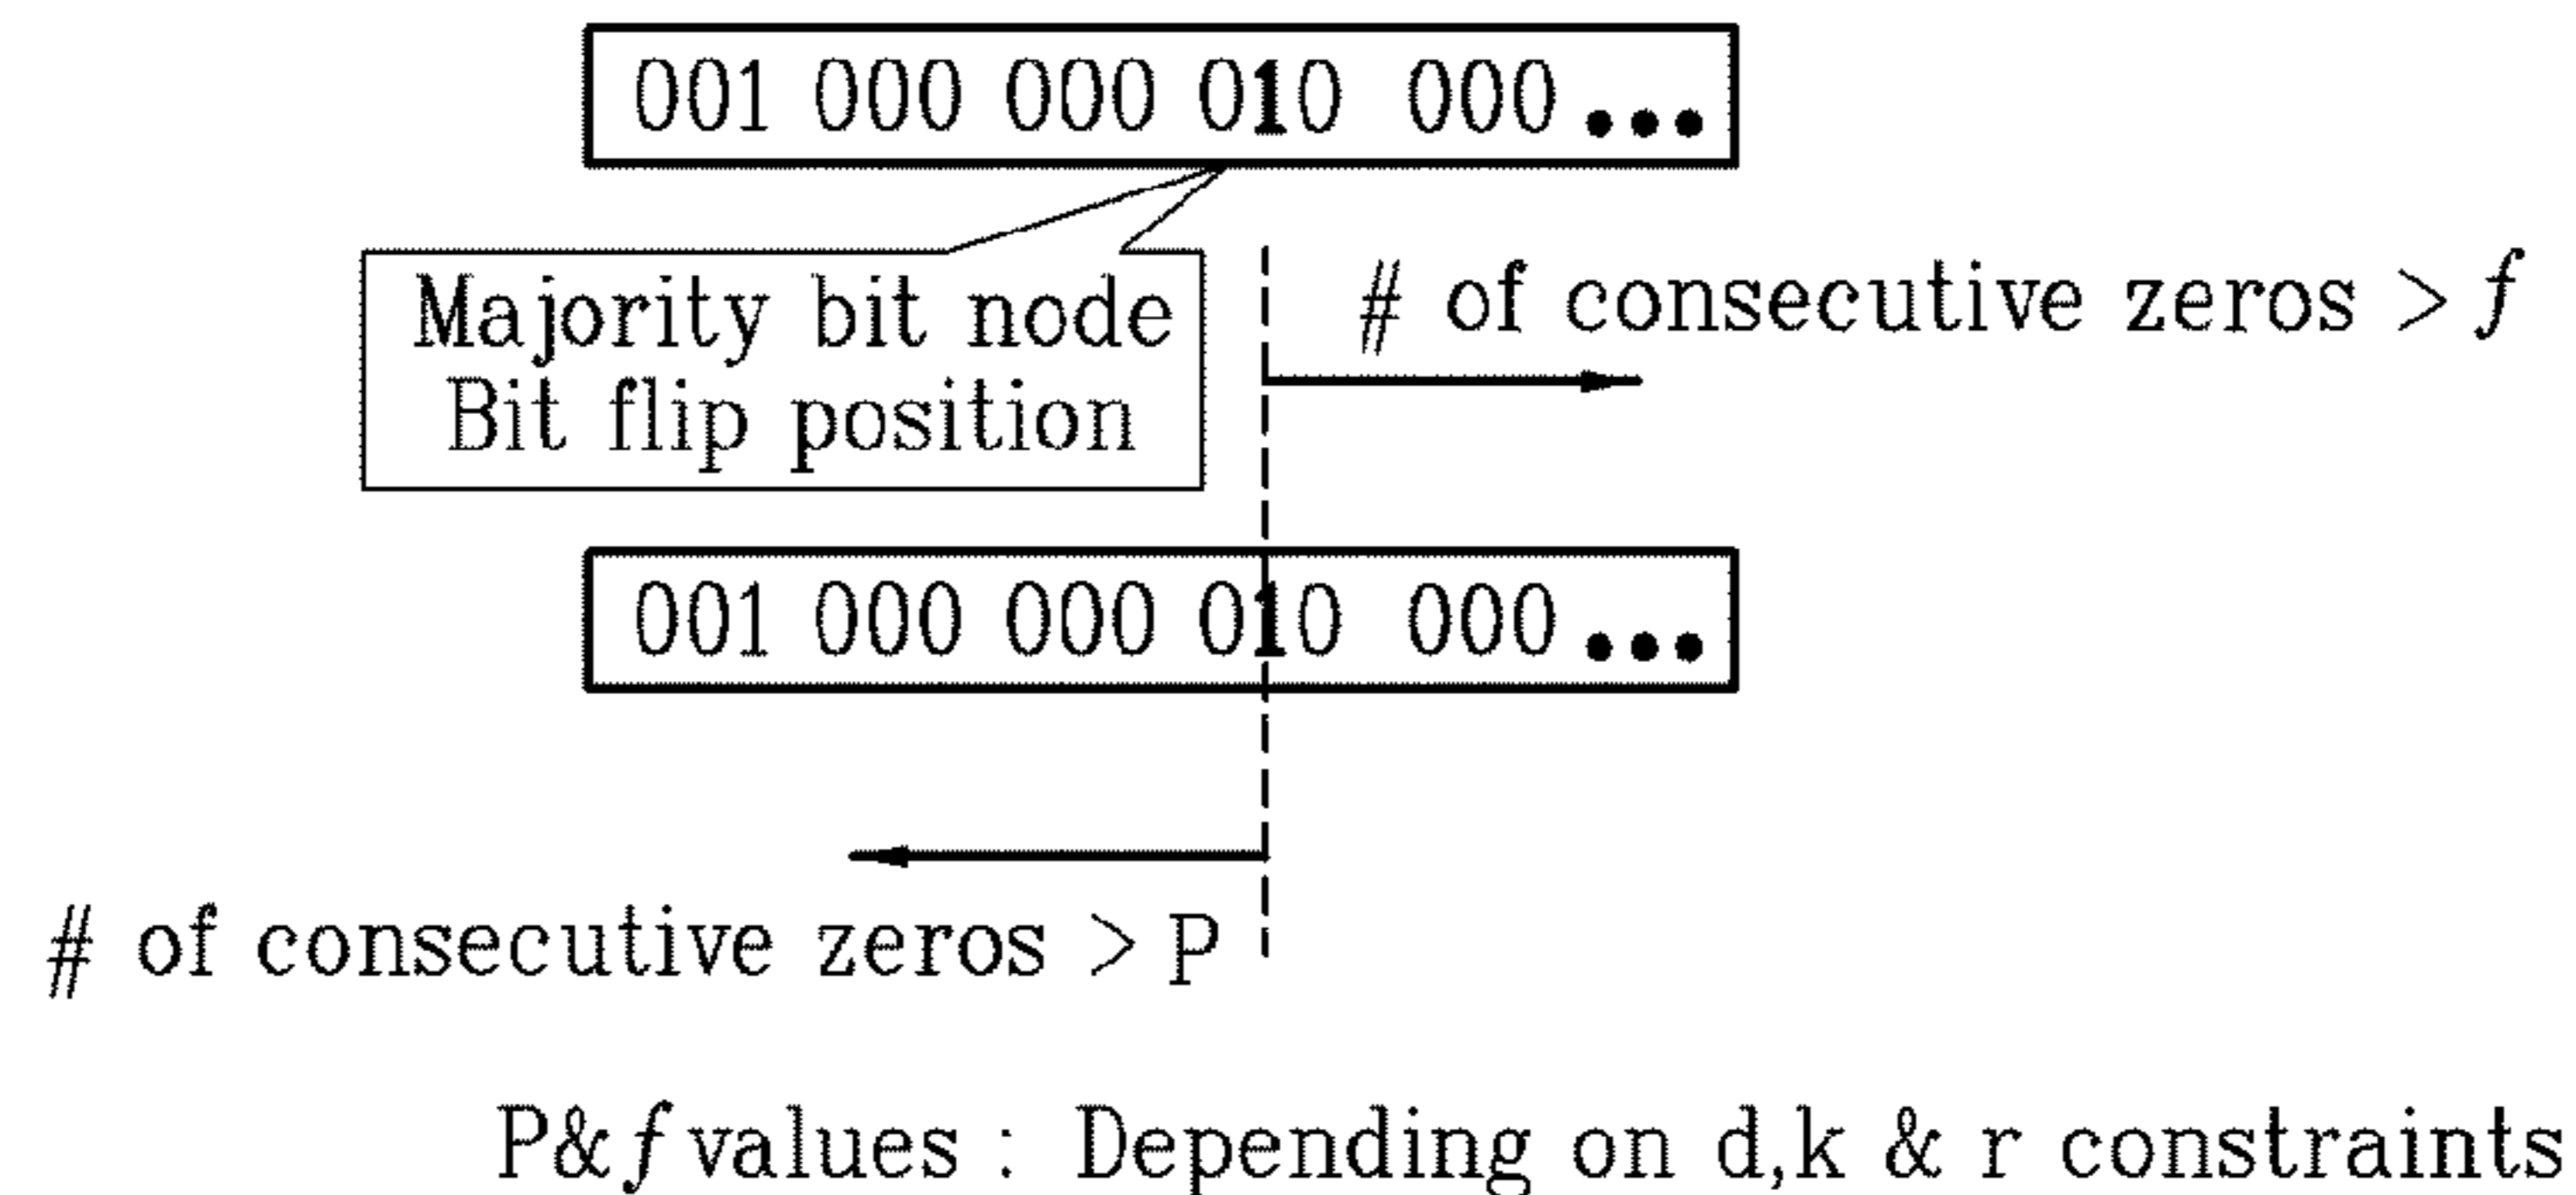 001 000 000 010 000...
Majority bit node
Bit flip position
# of consecutive zeros > f
001 000 000 010 000...
# of consecutive zeros > P
P&f values : Depending on d,k & r constraints